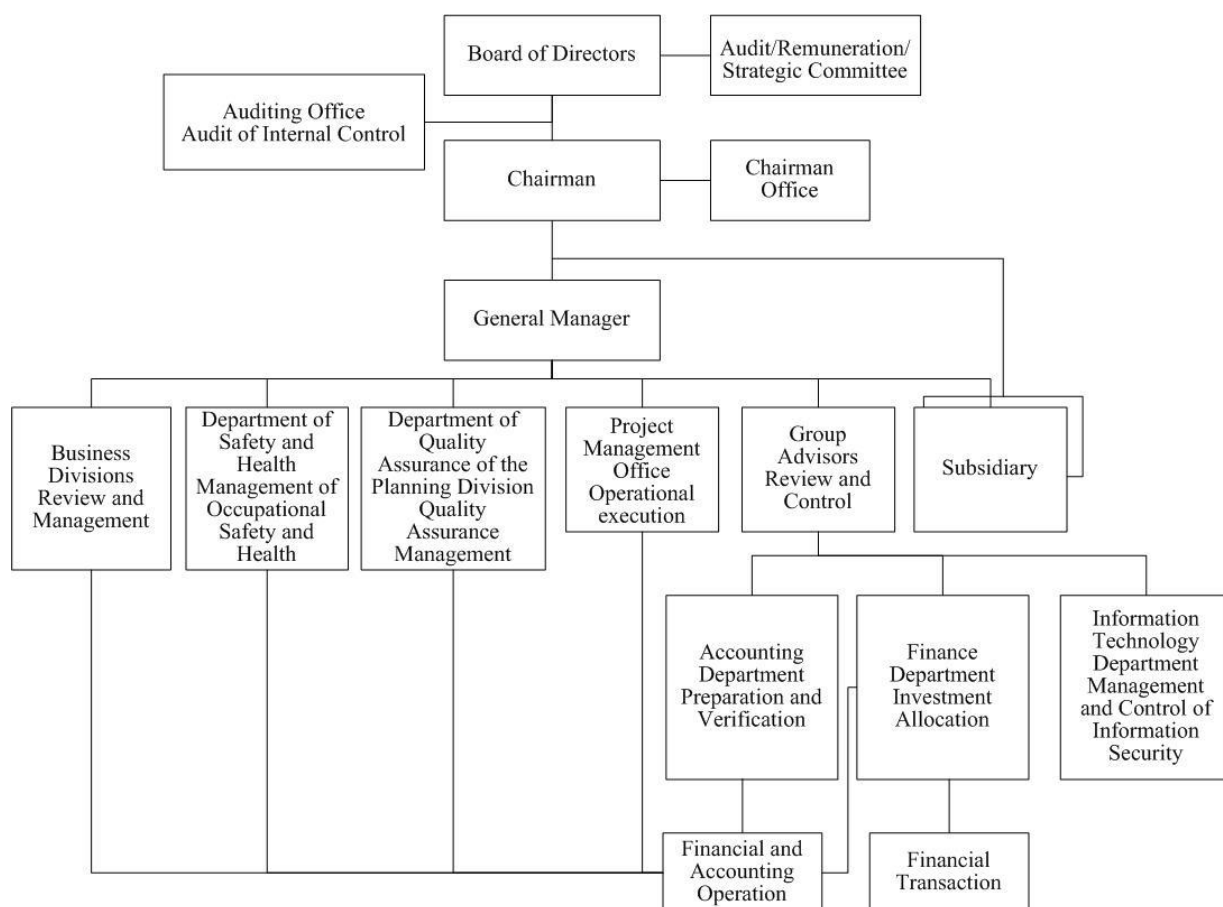 Board of Directors
Audit/Remuneration/
Strategic Committee
Auditing Office
Audit of Internal Control
Chairman
Chairman
Office
General Manager
Business
Divisions
Review and
Management
Department of
Safety and
Health
Management of
Occupational
Safety and
Health
Department of
Quality
Assurance of the
Planning Division
Quality
Assurance
Management
Project
Management
Office
Operational
execution
Group
Advisors
Review and
Control
Subsidiary
Accounting
Department
Preparation and
Verification
Finance
Department
Investment
Allocation
Information
Technology
Department
Management
and Control of
Information
Security
Financial and
Accounting
Operation
Financial
Transaction